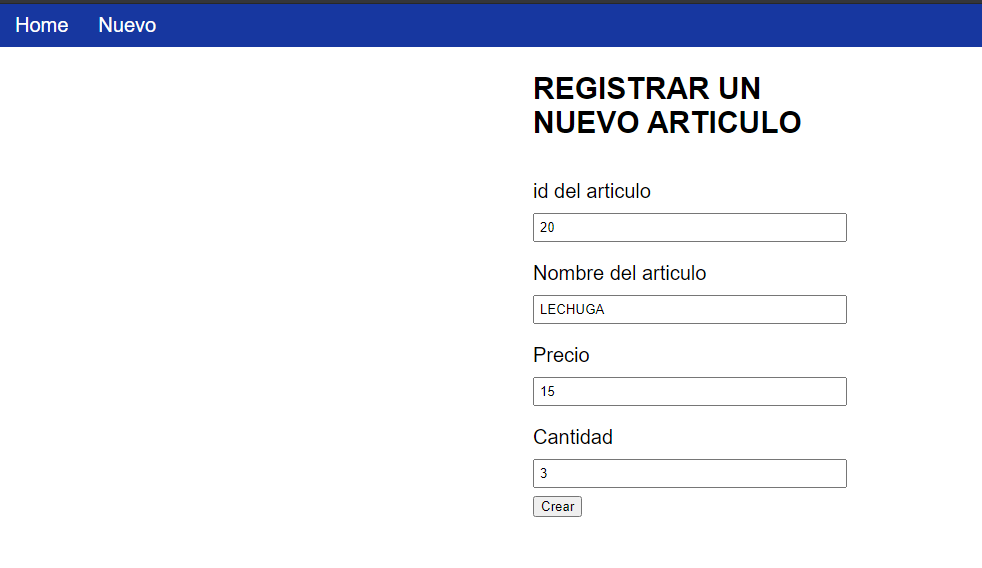 Home Nuevo
REGISTRAR UN
NUEVO ARTICULO
id del articulo
20
Nombre del articulo
LECHUGA
Precio
15
Cantidad
3
Crear